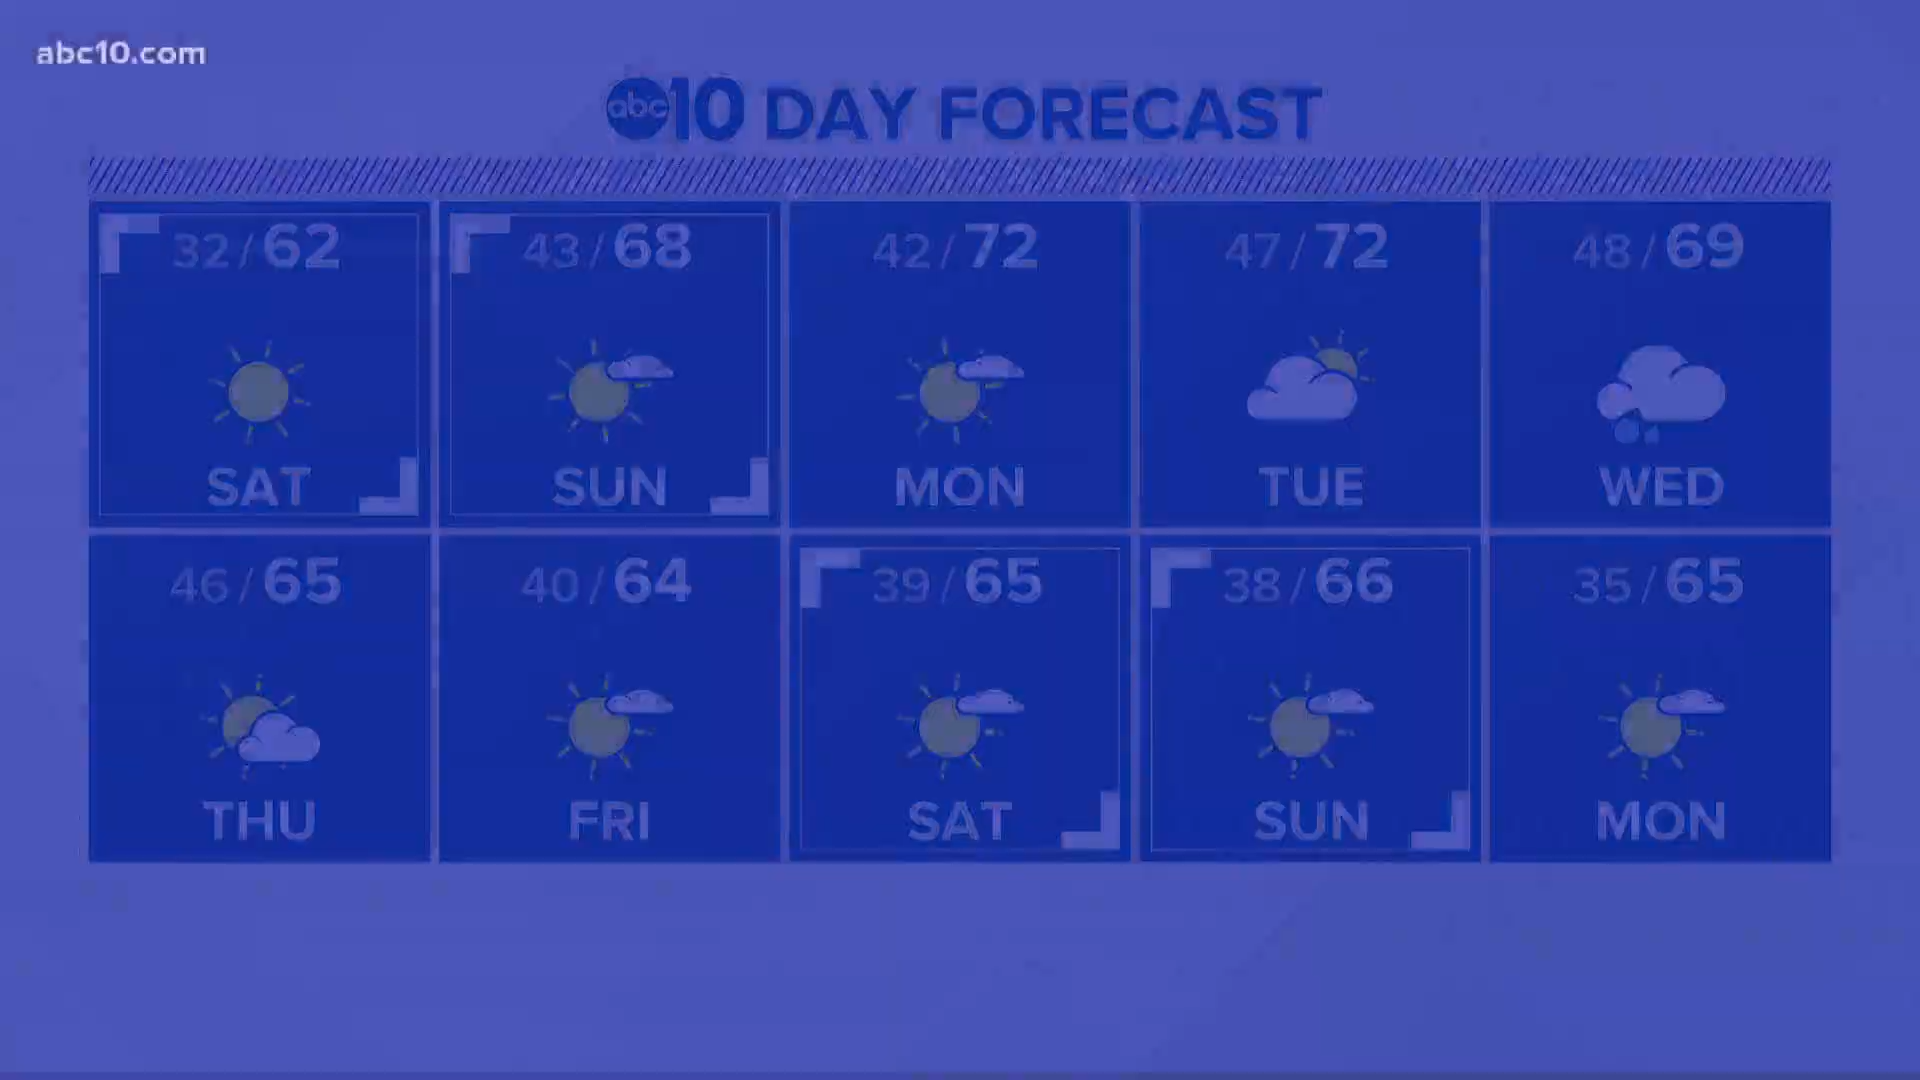 abc10.com
abc10 DAY FORECAST
32/62 43/68 42/72 47/72 48/69
SAT SUN MON TUE WED
46/65 40/64 39/65 38/66 35/65
THU FRI SAT SUN MON